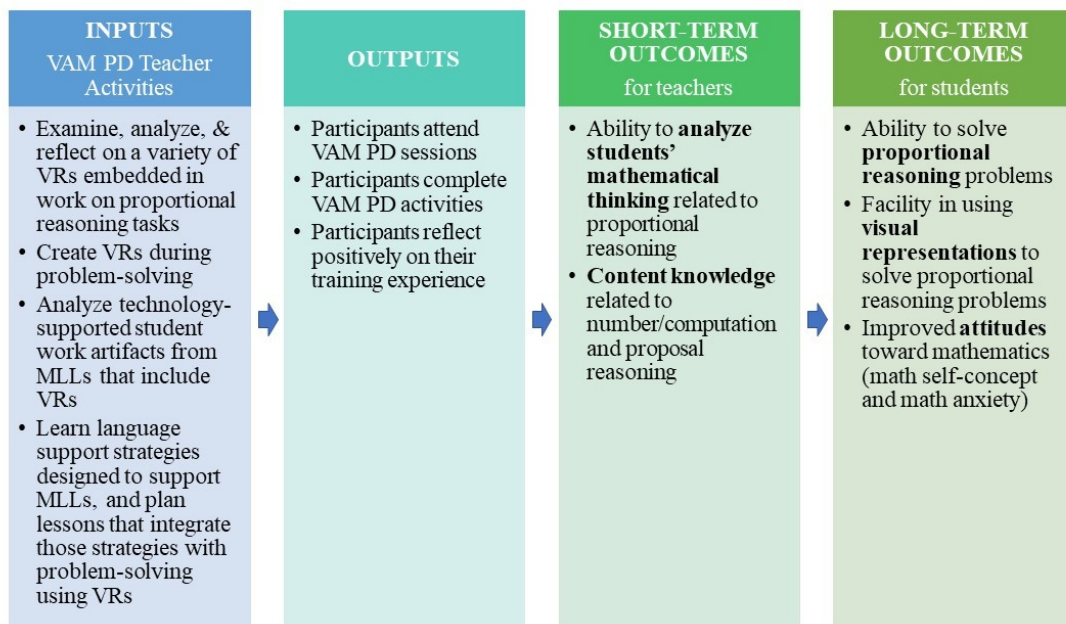 INPUTS
VAM PD Teacher
Activities
• Examine, analyze, &
reflect on a variety of
VRs embedded in
work on proportional
reasoning tasks
• Create VRs during
problem-solving
• Analyze technology-
supported student
work artifacts from
MLLs that include
VRs
• Learn language
support strategies
designed to support
MLLs, and plan
lessons that integrate
those strategies with
problem-solving
using VRs
OUTPUTS
• Participants attend
VAM PD sessions
• Participants complete
VAM PD activities
• Participants reflect
positively on their
training experience
SHORT-TERM
OUTCOMES
for teachers
• Ability to analyze
students’
mathematical
thinking related to
proportional
reasoning
• Content knowledge
related to
number/computation
and proposal
reasoning
LONG-TERM
OUTCOMES
for students
• Ability to solve
proportional
reasoning problems
• Facility in using
visual
representations to
solve proportional
reasoning problems
• Improved attitudes
toward mathematics
(math self-concept
and math anxiety)